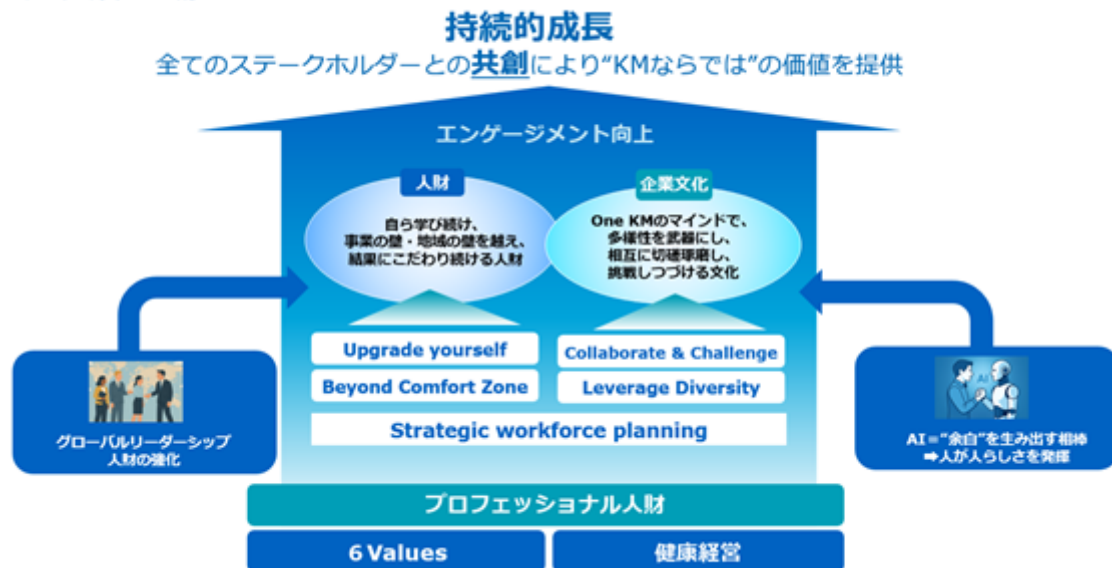 持続的成長
全てのステークホルダーとの共創により“KMならでは”の価値を提供
エンゲージメント向上
人財
自ら学び続け、
事業の壁・地域の壁を越え、
結果にこだわり続ける人財
企業文化
One KMのマインドで、
多様性を武器にし、
相互に切磋琢磨し、
挑戦しつづける文化
Upgrade yourself
Beyond Comfort Zone
Collaborate & Challenge
Leverage Diversity
Strategic workforce planning
グローバルリーダーシップ
人財の強化
AI
AI＝“余白”を生み出す相棒
➡人が人らしさを発揮
プロフェッショナル人財
6 Values
健康経営